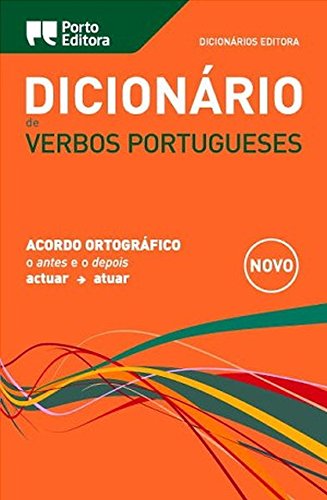 Porto
Editora
DICIONÁRIOS EDITORA
DICIONÁRIO
de
VERBOS PORTUGUESES
ACORDO ORTOGRÁFICO
o antes e o depois
actuar → atuar
NOVO